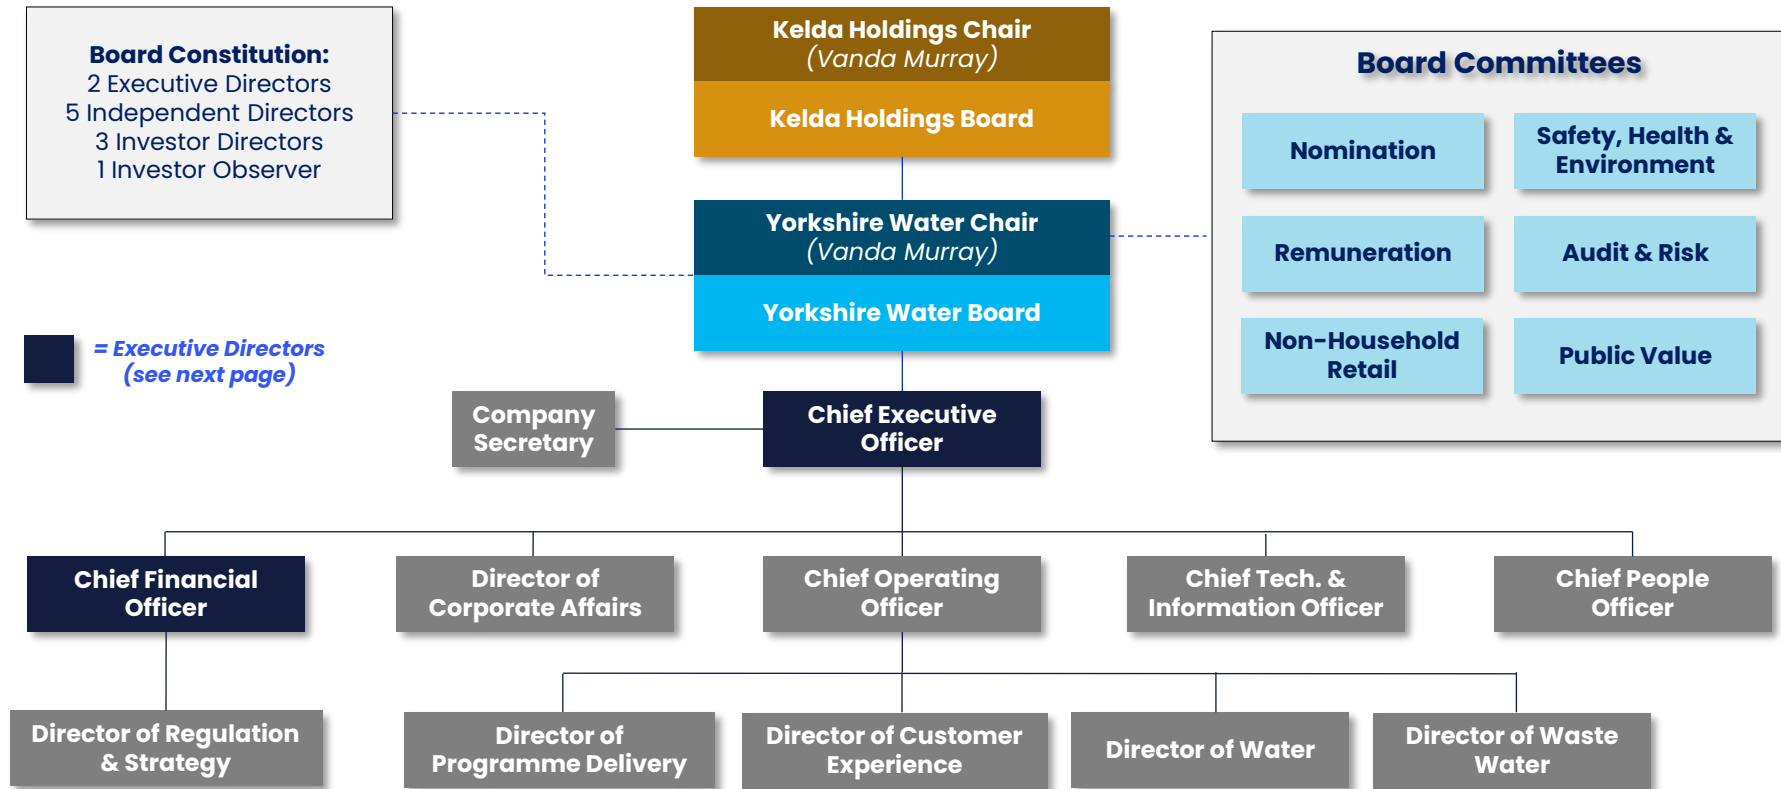 Board Constitution:
2 Executive Directors
5 Independent Directors
3 Investor Directors
1 Investor Observer
Kelda Holdings Chair
(Vanda Murray)
Kelda Holdings Board
Yorkshire Water Chair
(Vanda Murray)
Yorkshire Water Board
Board Committees
Nomination
Safety, Health &
Environment
Remuneration
Audit & Risk
Non-Household
Retail
Public Value
= Executive Directors
(see next page)
Company
Secretary
Chief Executive
Officer
Chief Financial
Officer
Director of
Corporate Affairs
Chief Operating
Officer
Chief Tech. &
Information Officer
Chief People
Officer
Director of Regulation
& Strategy
Director of
Programme Delivery
Director of Customer
Experience
Director of Water
Director of Waste
Water